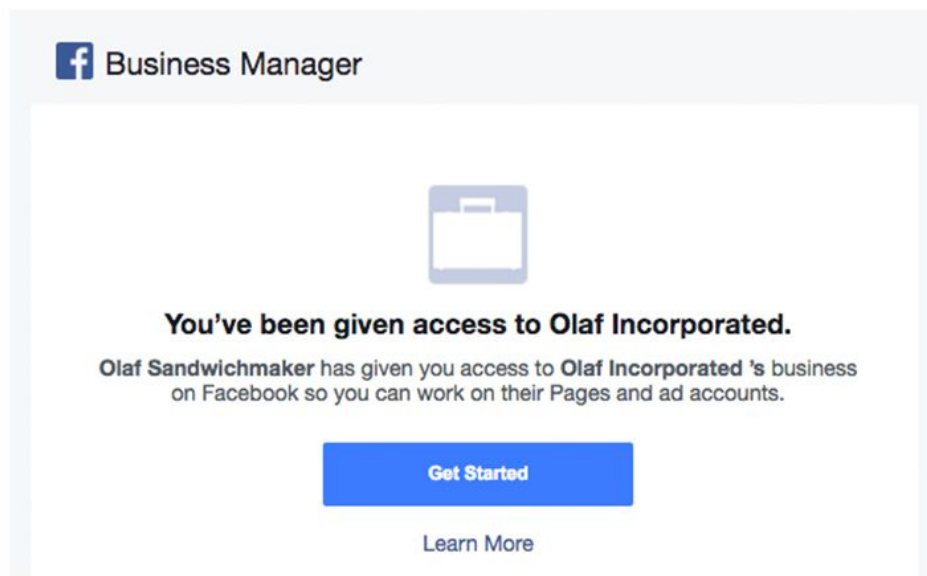 Business Manager
You've been given access to Olaf Incorporated.
Olaf Sandwichmaker has given you access to Olaf Incorporated 's business
on Facebook so you can work on their Pages and ad accounts.
Get Started
Learn More